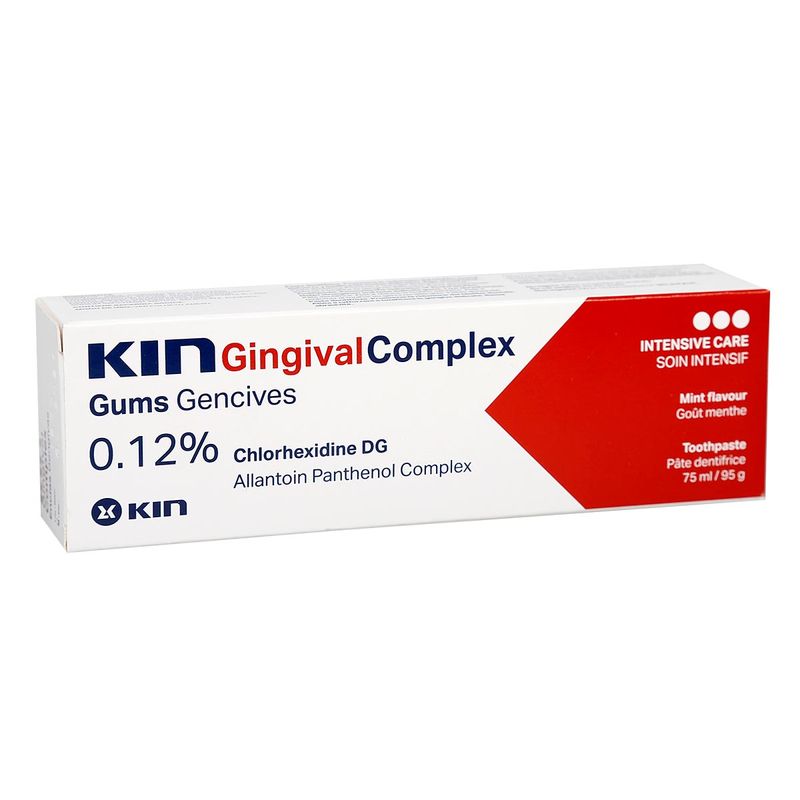 KIN Gingival Complex
Gums Gencives
0.12% Chlorhexidine DG
Allantoin Panthenol Complex
KIN
INTENSIVE CARE
SOIN INTENSIF
Mint flavour
Goût menthe
Toothpaste
Pâte dentifrice
75 ml / 95 g